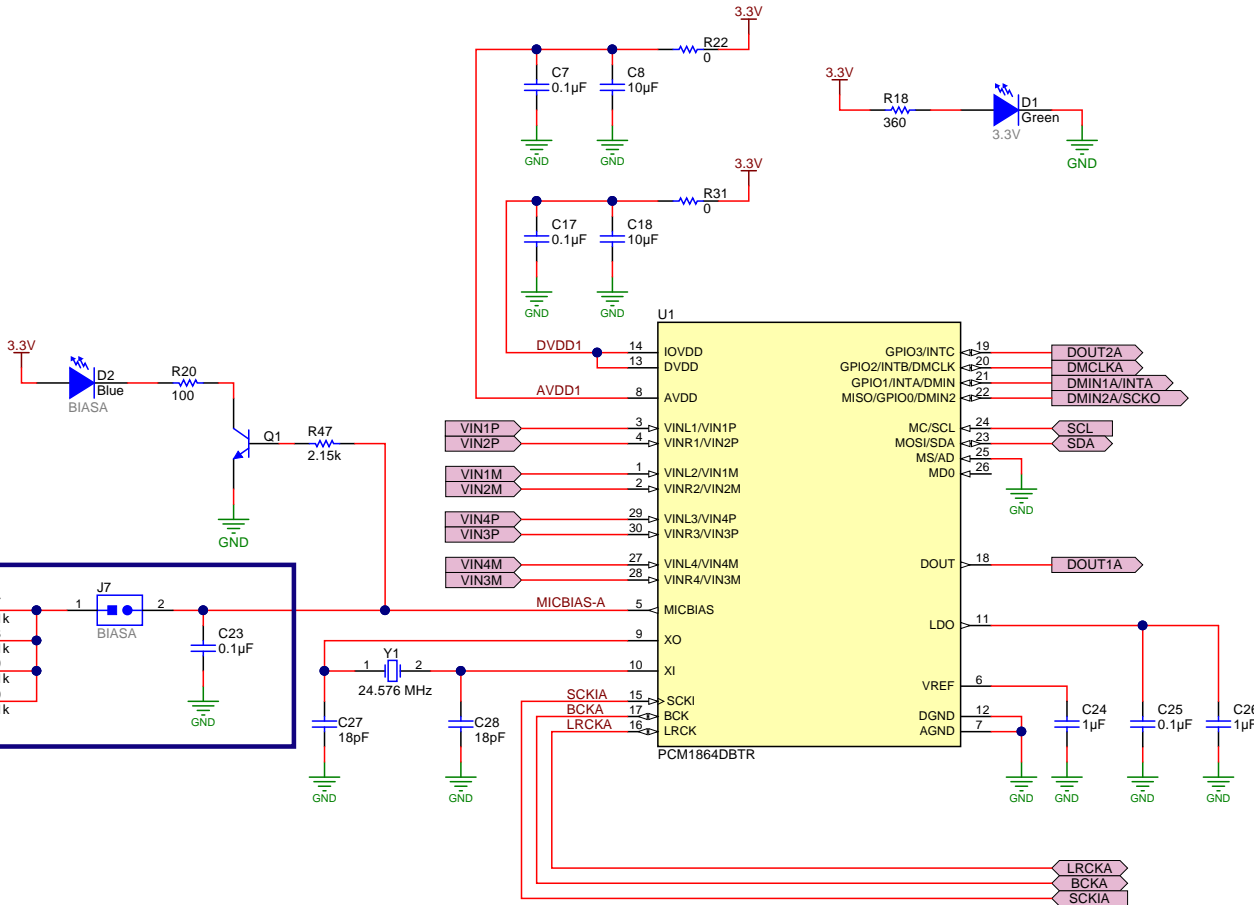 3.3V
R22
0
C7
0.1µF
C8
10µF
GND
GND
3.3V
R18
360
D1
Green
3.3V
GND
3.3V
R31
0
C17
0.1µF
C18
10µF
GND
GND
3.3V
D2
Blue
BIASA
R20
100
Q1
R47
2.15k
GND
J7
1
2
BIASA
C23
0.1µF
GND
k
k
k
k
U1
DVDD1
14 IOVDD
13 DVDD
AVDD1
8 AVDD
VIN1P 3 VINL1/VIN1P
VIN2P 4 VINR1/VIN2P
VIN1M 1 VINL2/VIN1M
VIN2M 2 VINR2/VIN2M
VIN4P 29 VINL3/VIN4P
VIN3P 30 VINR3/VIN3P
VIN4M 27 VINL4/VIN4M
VIN3M 28 VINR4/VIN3M
MICBIAS-A 5 MICBIAS
9 XO
10 XI
SCKIA 15 SCKI
BCKA 17 BCK
LRCKA 16 LRCK
PCM1864DBTR
GPIO3/INTC 19 DOUT2A
GPIO2/INTB/DMCLK 20 DMCLKA
GPIO1/INTA/DMIN 21 DMIN1A/INTA
MISO/GPIO0/DMIN2 22 DMIN2A/SCKO
MC/SCL 24 SCL
MOSI/SDA 23 SDA
MS/AD 25
MD0 26
GND
DOUT 18 DOUT1A
LDO 11
VREF 6
DGND 12
AGND 7
Y1
1
2
24.576 MHz
C27
18pF
C28
18pF
GND
GND
C24
1µF
C25
0.1µF
C26
1µF
GND
GND
GND
GND
LRCKA
BCKA
SCKIA